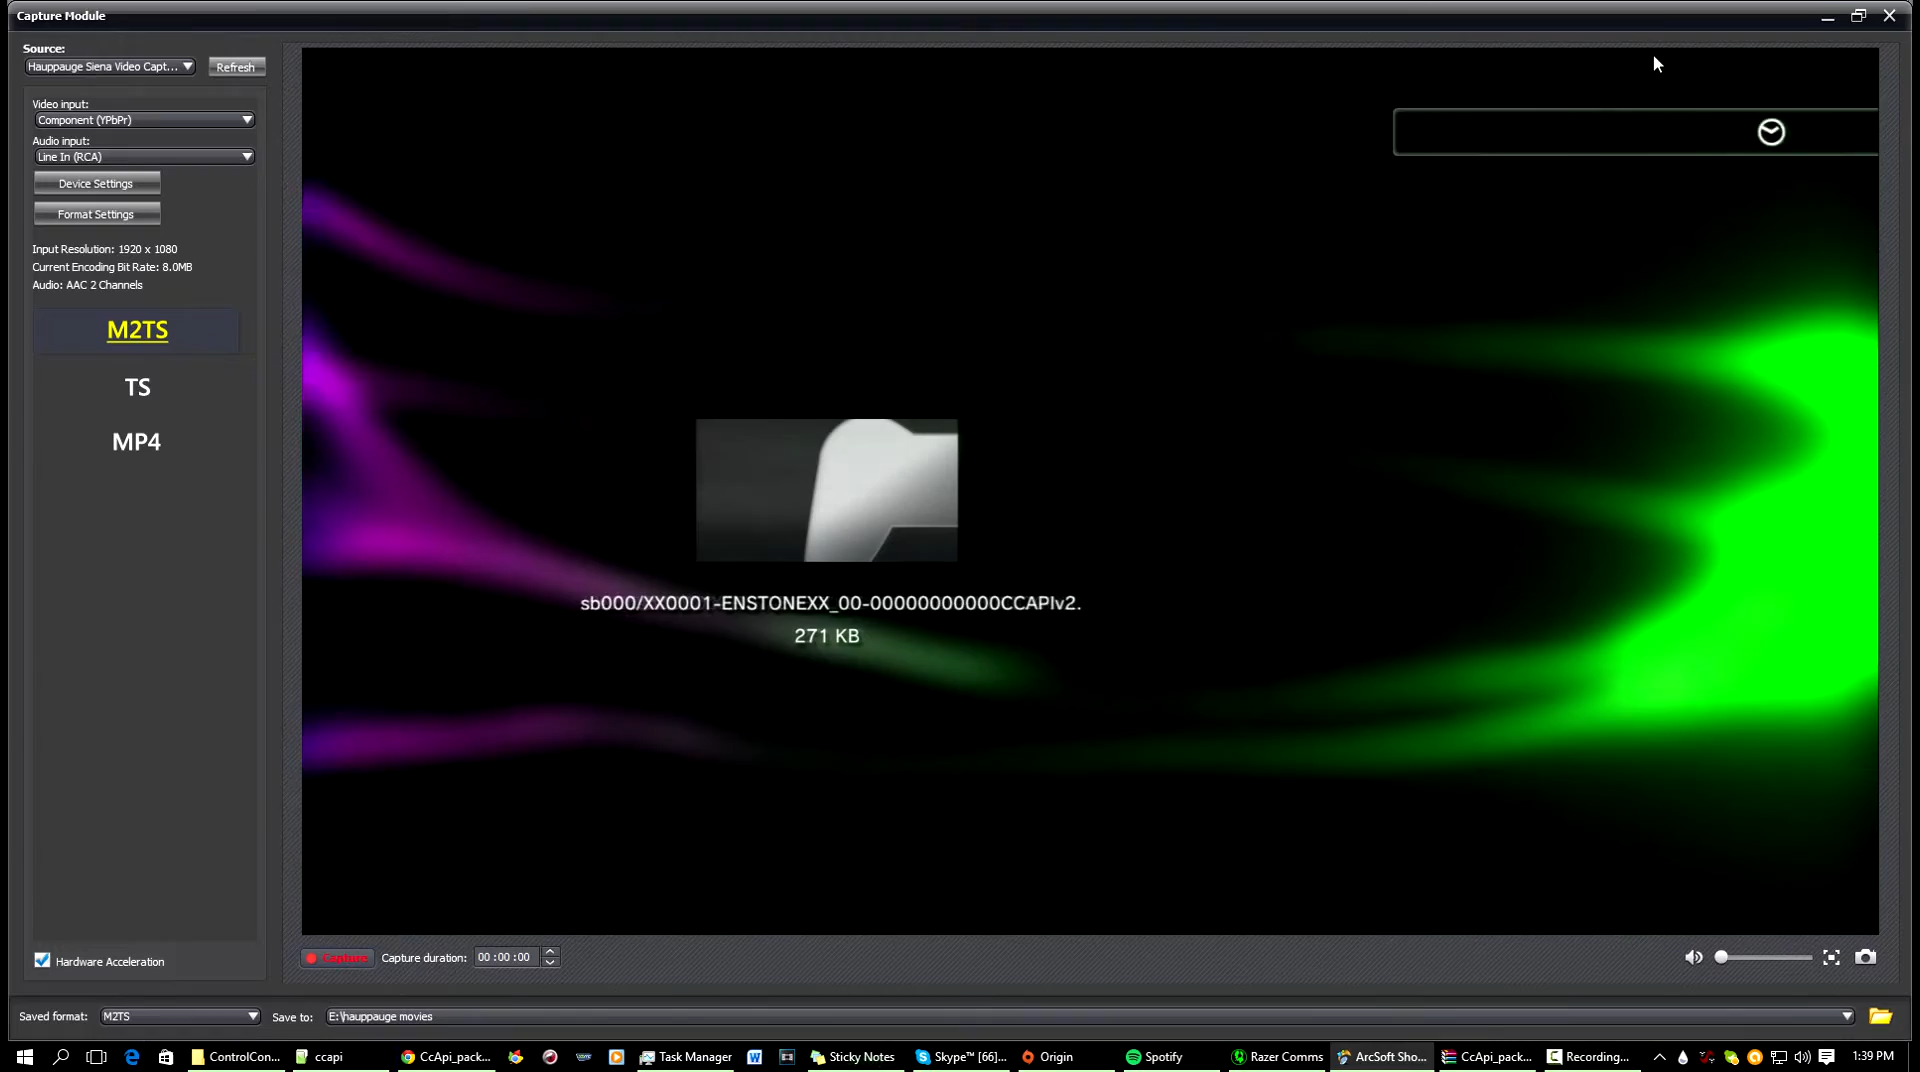 Capture Module
Source:
Hauppauge Siena Video Capt...
Refresh
Video input:
Component (YPbPr)
Audio input:
Line In (RCA)
Device Settings
Format Settings
Input Resolution: 1920 x 1080
Current Encoding Bit Rate: 8.0MB
Audio: AAC 2 Channels
M2TS
TS
MP4
sb000/XX0001-ENSTONEXX_00-00000000000CCAPIv2.
271 KB
Hardware Acceleration
Capture
Capture duration:
00 :00 :00
Saved format:
M2TS
Save to:
E:\hauppauge movies
ControlCon...
ccapi
CcApi_pack...
Task Manager
Sticky Notes
Skype™ [66]...
Origin
Spotify
Razer Comms
ArcSoft Sho...
CcApi_pack...
Recording...
1:39 PM